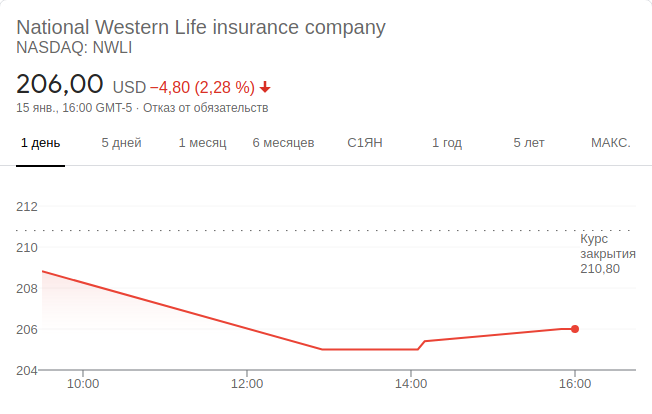 National Western Life insurance company
NASDAQ: NWLI
206,00 USD −4,80 (2,28 %)
15 янв., 16:00 GMT-5 · Отказ от обязательств
1 день 5 дней 1 месяц 6 месяцев С1ЯН 1 год 5 лет МАКС.
212
210
208
206
204
Курс
закрытия
210,80
10:00 12:00 14:00 16:00